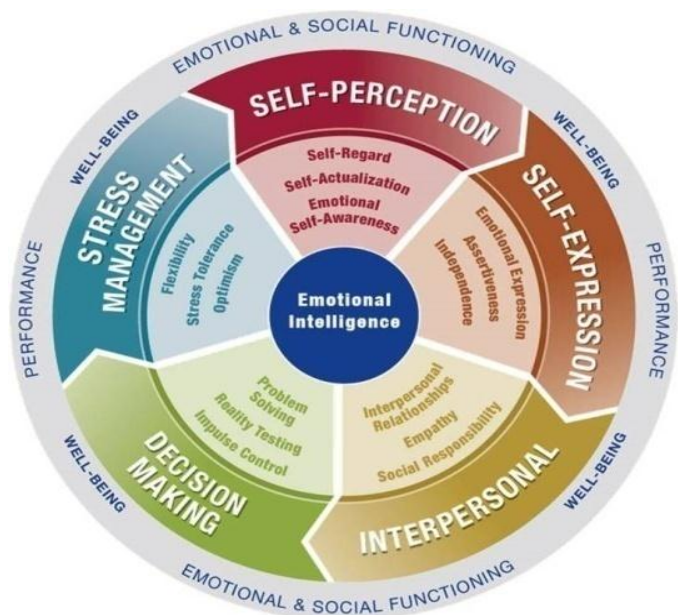 EMOTIONAL & SOCIAL FUNCTIONING
WELL-BEING
WELL-BEING
PERFORMANCE
PERFORMANCE
WELL-BEING
WELL-BEING
EMOTIONAL & SOCIAL FUNCTIONING
SELF-PERCEPTION
Self-Regard
Self-Actualization
Emotional
Self-Awareness
SELF-EXPRESSION
Emotional Expression
Assertiveness
Independence
INTERPERSONAL
Interpersonal
Relationships
Empathy
Social Responsibility
DECISION
MAKING
Problem
Solving
Reality Testing
Impulse Control
STRESS
MANAGEMENT
Flexibility
Stress Tolerance
Optimism
Emotional
Intelligence